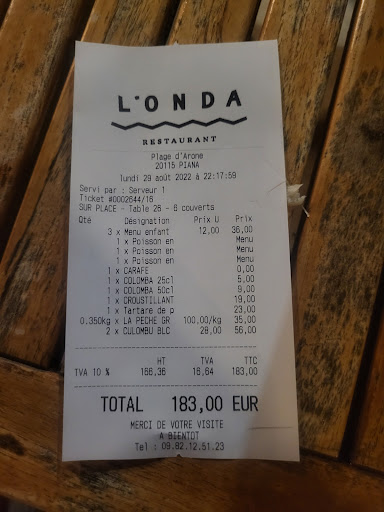 L'ONDA
RESTAURANT
Plage d'Arone
20115 PIANA
lundi 29 août 2022 à 22:17:59
Servi par : Serveur 1
Ticket #0002644/16
SUR PLACE - Table 26 - 6 couverts
Qté Désignation Prix U Prix
3 x Menu enfant 12,00 36,00
1 x Poisson en Menu
1 x Poisson en Menu
1 x Poisson en Menu
1 x CARAFE 0,00
1 x COLOMBA 25cl 5,00
1 x COLOMBA 50cl 9,00
1 x CROUSTILLANT 19,00
1 x Tartare de p 23,00
0,350kg x LA PECHE GR 100,00/kg 35,00
2 x CULOMBU BLC 28,00 56,00
HT TVA TTC
TVA 10 % 166,36 16,64 183,00
TOTAL 183,00 EUR
MERCI DE VOTRE VISITE
A BIENTOT
Tel : 09.82.12.51.23